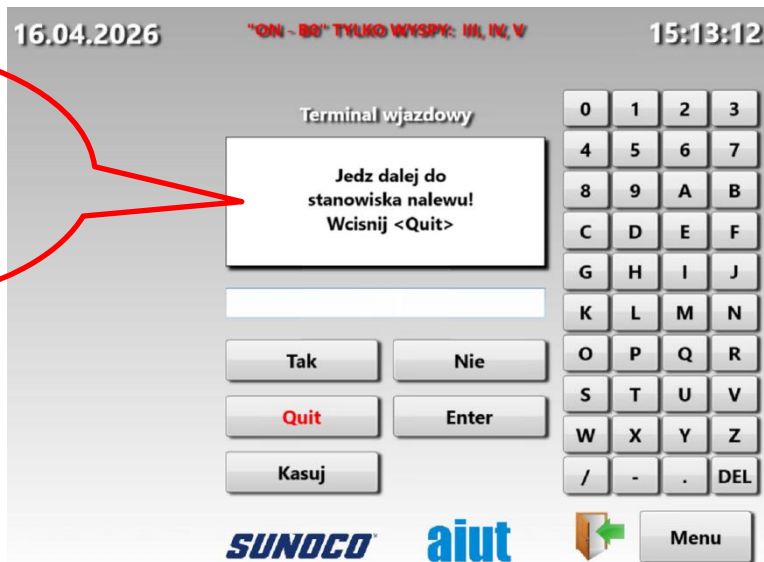 16.04.2026
"ON - B0" TYLKO WYSPY: III, IV, V
15:13:12
Terminal wjazdowy
Jedz dalej do
stanowiska nalewu!
Wcisnij <Quit>
0 1 2 3
4 5 6 7
8 9 A B
C D E F
G H I J
K L M N
O P Q R
S T U V
W X Y Z
/ - . DEL
Tak Nie
Quit Enter
Kasuj
SUNOCO
aiut
Menu